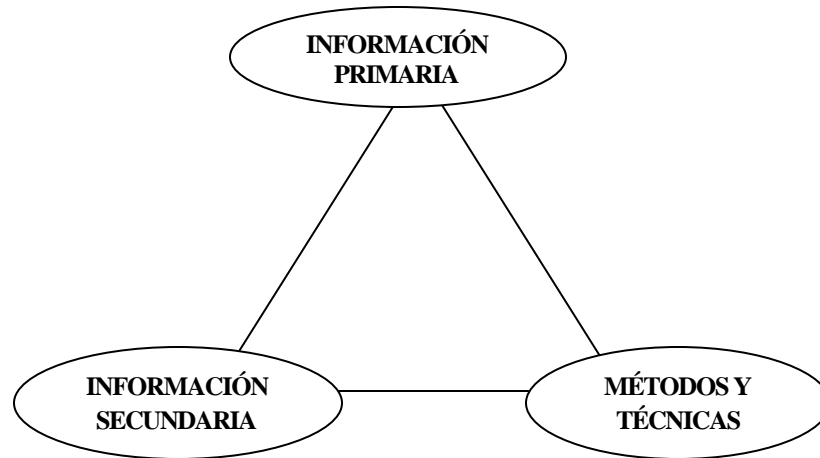 INFORMACIÓN
PRIMARIA
INFORMACIÓN
SECUNDARIA
MÉTODOS Y
TÉCNICAS